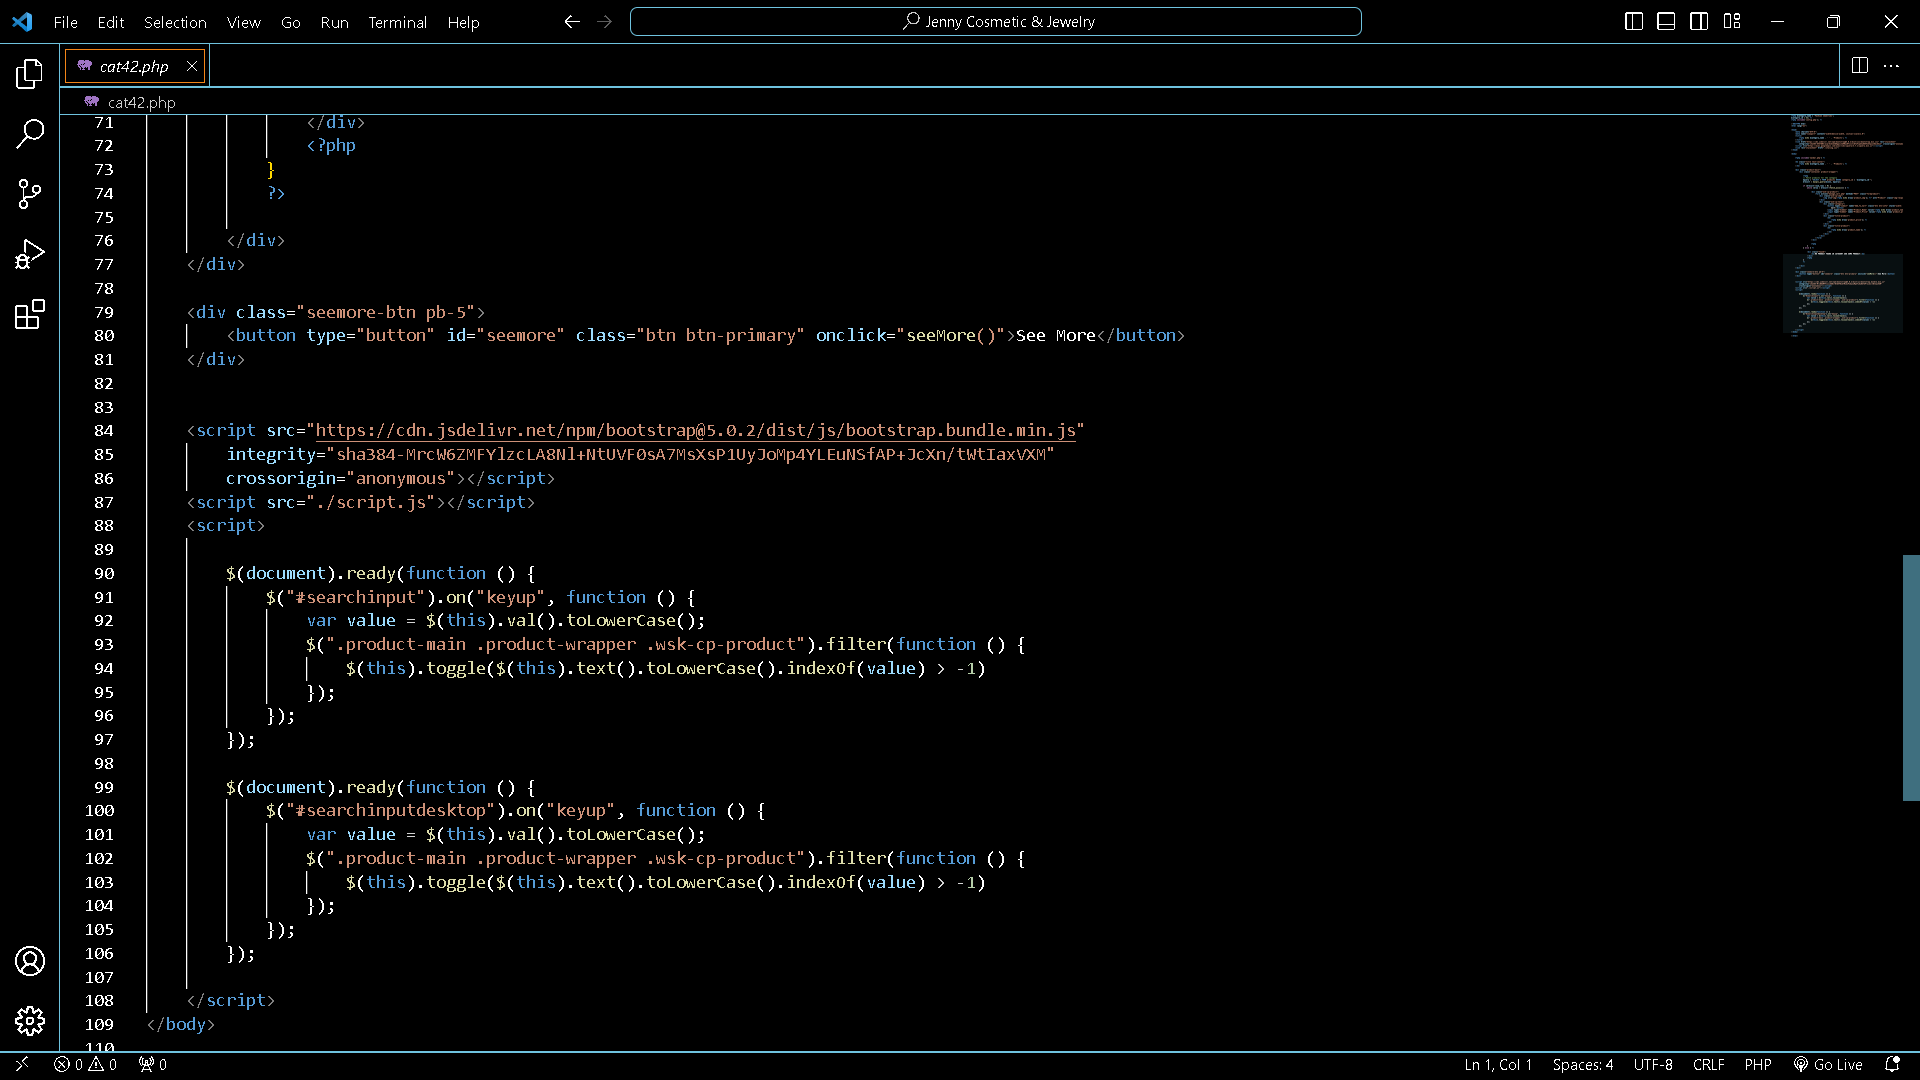 File Edit Selection View Go Run Terminal Help
Jenny Cosmetic & Jewelry
cat42.php
cat42.php
71 </div>
72 <?php
73 }
74 ?>
75
76 </div>
77 </div>
78
79 <div class="seemore-btn pb-5">
80 <button type="button" id="seemore" class="btn btn-primary" onclick="seeMore()">See More</button>
81 </div>
82
83
84 <script src="https://cdn.jsdelivr.net/npm/bootstrap@5.0.2/dist/js/bootstrap.bundle.min.js"
85 integrity="sha384-MrcW6ZMFYlzcLA8Nl+NtUVF0sA7MsXsP1UyJoMp4YLEuNSfAP+JcXn/tWtIaxVXM"
86 crossorigin="anonymous"></script>
87 <script src="./script.js"></script>
88 <script>
89
90 $(document).ready(function () {
91 $("#searchinput").on("keyup", function () {
92 var value = $(this).val().toLowerCase();
93 $(".product-main .product-wrapper .wsk-cp-product").filter(function () {
94 $(this).toggle($(this).text().toLowerCase().indexOf(value) > -1)
95 });
96 });
97 });
98
99 $(document).ready(function () {
100 $("#searchinputdesktop").on("keyup", function () {
101 var value = $(this).val().toLowerCase();
102 $(".product-main .product-wrapper .wsk-cp-product").filter(function () {
103 $(this).toggle($(this).text().toLowerCase().indexOf(value) > -1)
104 });
105 });
106 });
107
108 </script>
109 </body>
110
0 0 0 Ln 1, Col 1 Spaces: 4 UTF-8 CRLF PHP Go Live